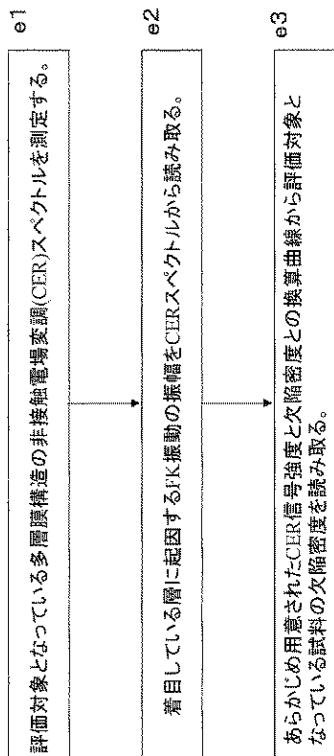 e1
評価対象となっている多層膜構造の非接触電場変調(CER)スペクトルを測定する。
e2
着目している層に起因するFK振動の振幅をCERスペクトルから読み取る。
e3
あらかじめ用意されたCER信号強度と欠陥密度との換算曲線から評価対象と
なっている試料の欠陥密度を読み取る。